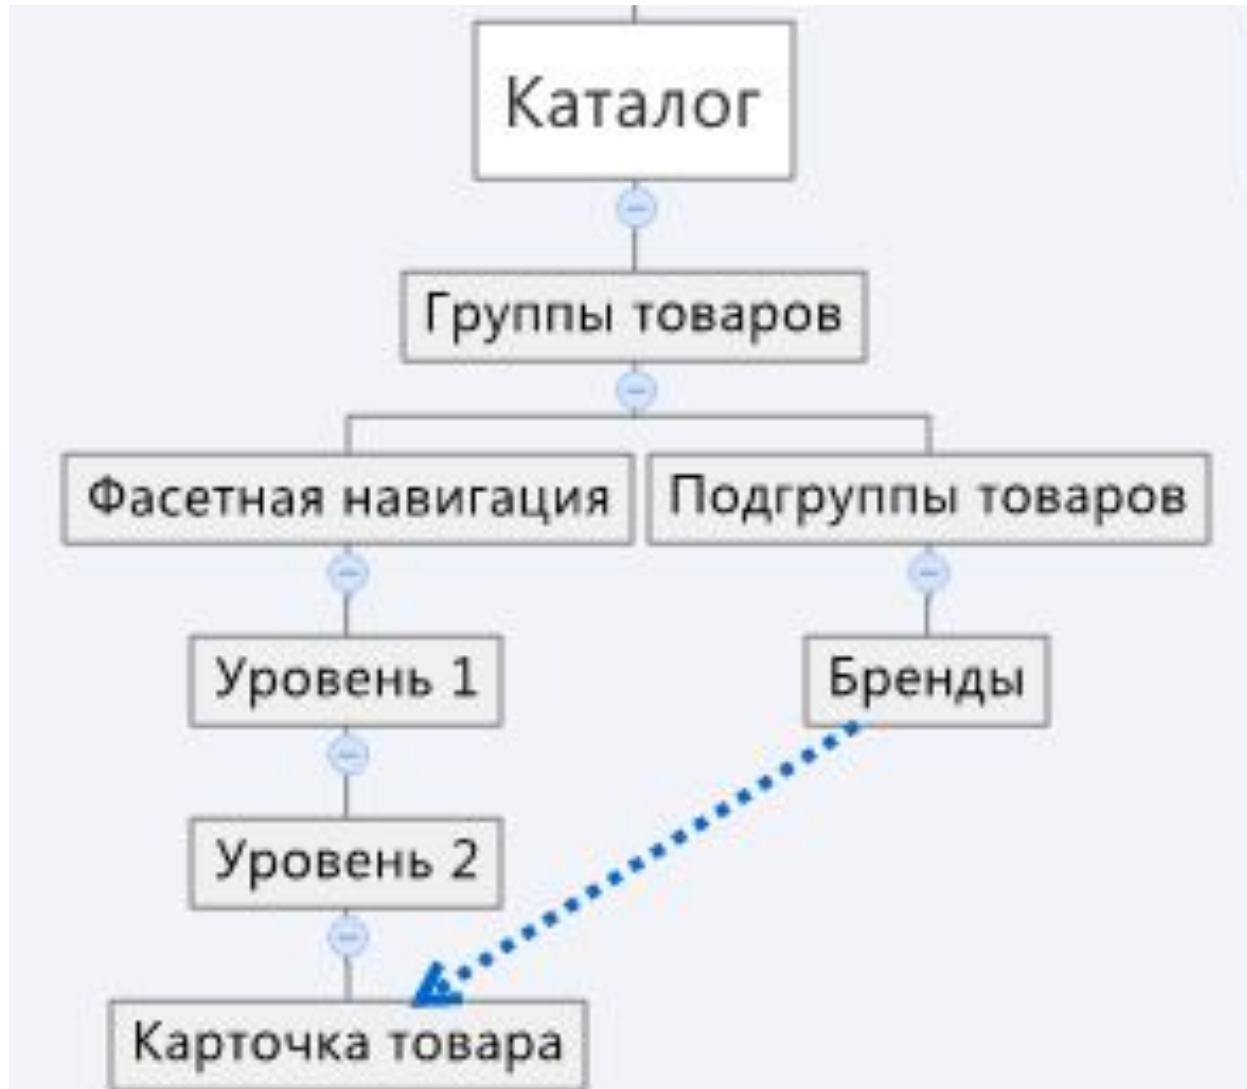 Каталог
Группы товаров
Фасетная навигация
Подгруппы товаров
Уровень 1
Бренды
Уровень 2
Карточка товара